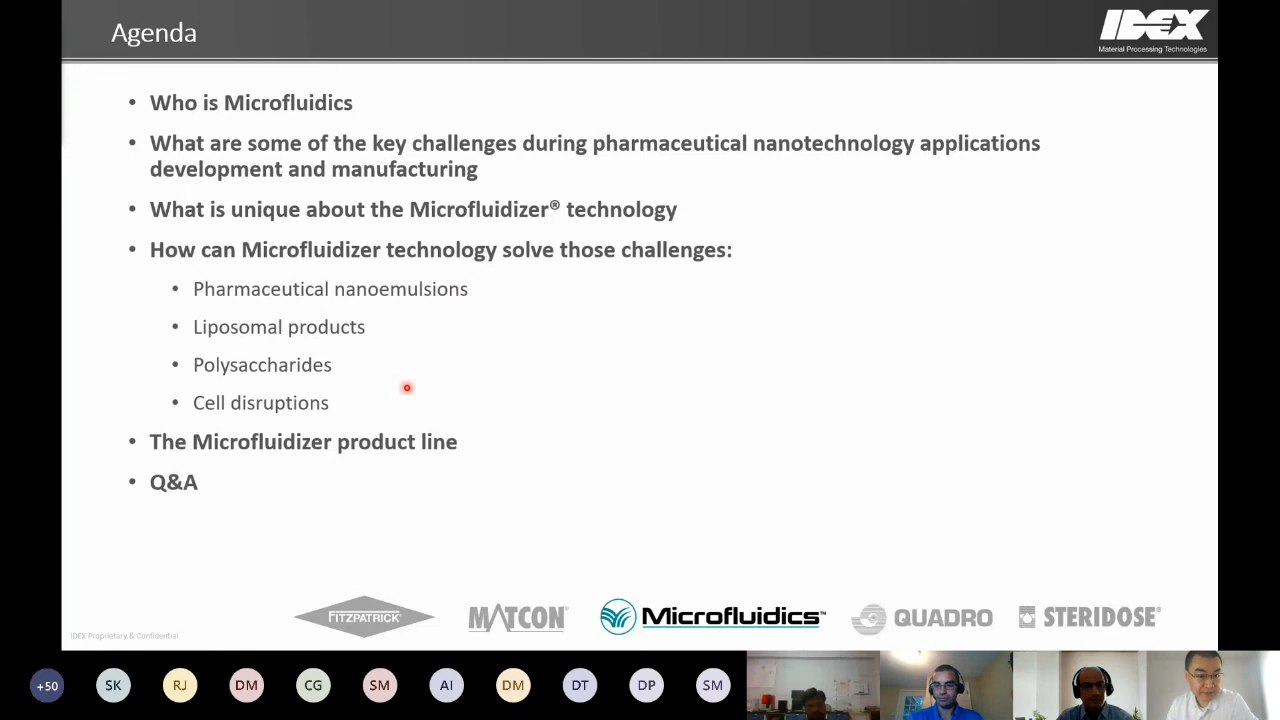 Agenda
IDEX
Material Processing Technologies
• Who is Microfluidics
• What are some of the key challenges during pharmaceutical nanotechnology applications
development and manufacturing
• What is unique about the Microfluidizer® technology
• How can Microfluidizer technology solve those challenges:
• Pharmaceutical nanoemulsions
• Liposomal products
• Polysaccharides
• Cell disruptions
• The Microfluidizer product line
• Q&A
FITZPATRICK®
MATCON®
Microfluidics™
QUADRO
STERIDOSE®
IDEX Proprietary & Confidential
+50 SK RJ DM CG SM AI DM DT DP SM